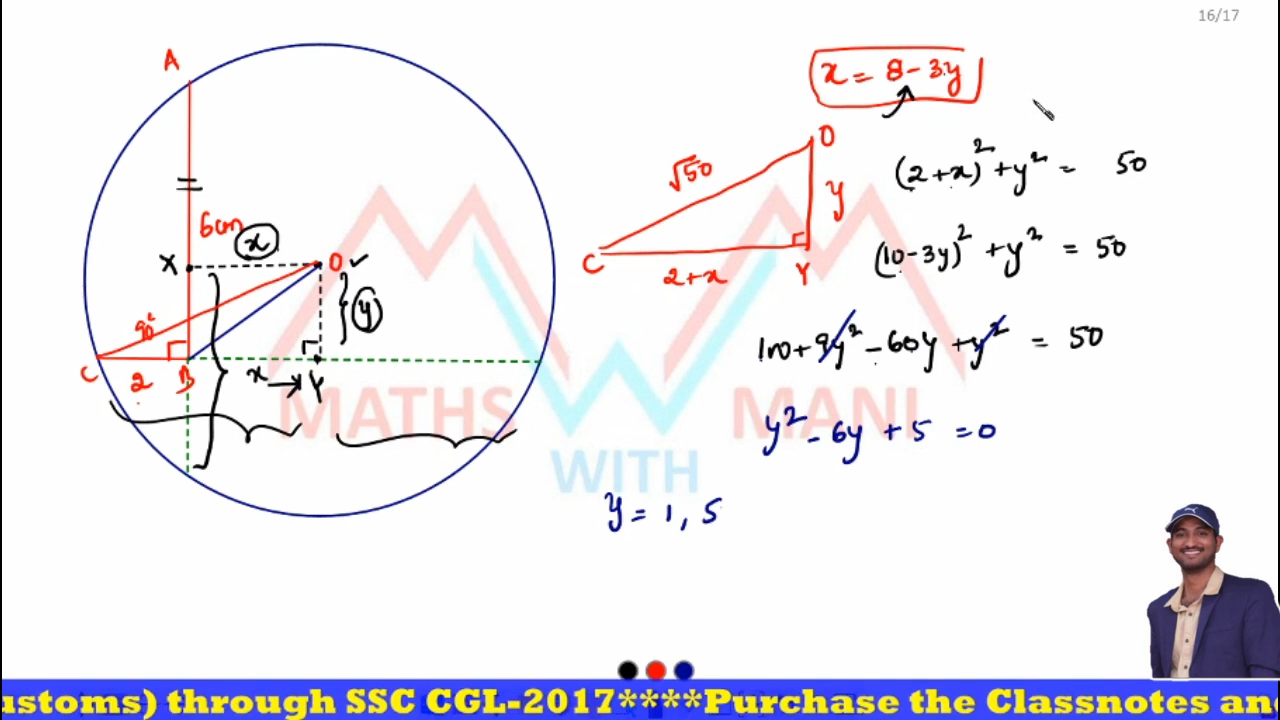 16/17
A
x = 8 - 3y
O
√50
y
(2+x)² + y² = 50
6cm
x
X
O
y
C
2+x
Y
(10-3y)² + y² = 50
90°
100 + 9y² - 60y + y² = 50
C
2
B
x → Y
MATHS
MANI
WITH
y² - 6y + 5 = 0
y = 1, 5
ustoms) through SSC CGL-2017****Purchase the Classnotes an